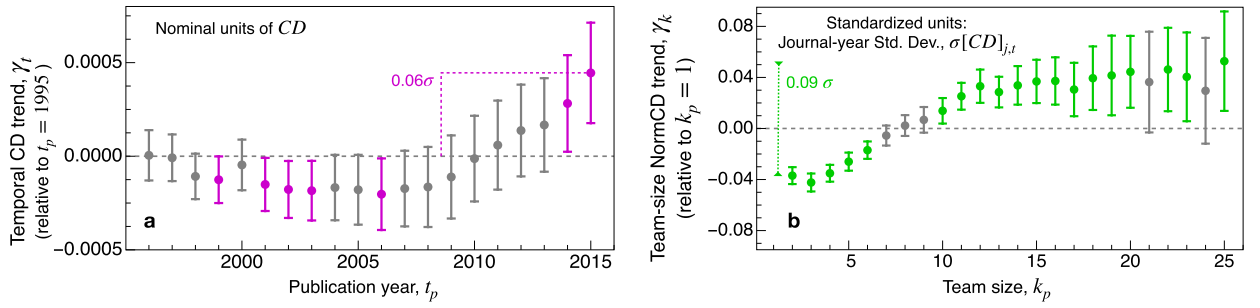 Nominal units of CD
0.0005
0.0000
−0.0005
Temporal CD trend, γt
(relative to tp = 1995)
0.06σ
a
2000
2005
2010
2015
Publication year, tp
Standardized units:
Journal-year Std. Dev., σ[CD]j,t
0.08
0.04
0.00
−0.04
−0.08
Team-size NormCD trend, γk
(relative to kp = 1)
0.09 σ
b
5
10
15
20
25
Team size, kp